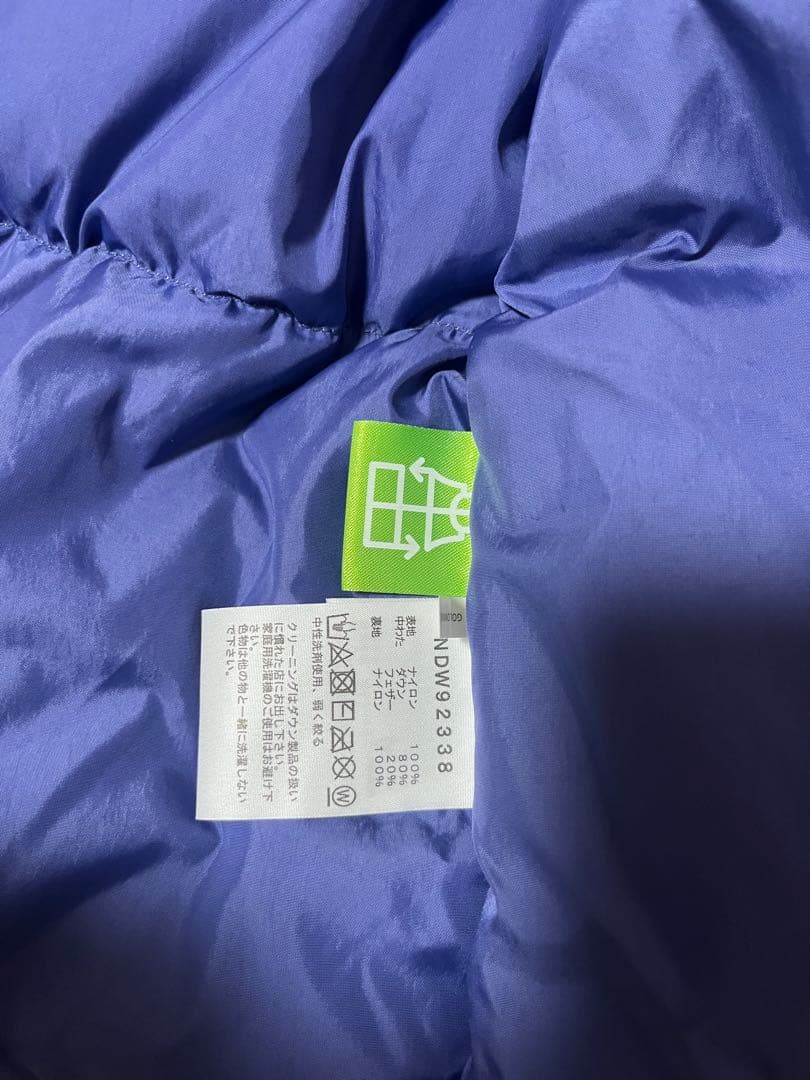 GOLD
NDW92338
表地 ナイロン 100%
中わた ダウン 80%
フェザー 20%
裏地 ナイロン 100%
W
中性洗剤使用、弱く絞る
クリーニングはダウン製品の扱い
に慣れた店にお出し下さい。
家庭用洗濯機のご使用はお避け下
さい。
色物は他の物と一緒に洗濯しない
で下さい。